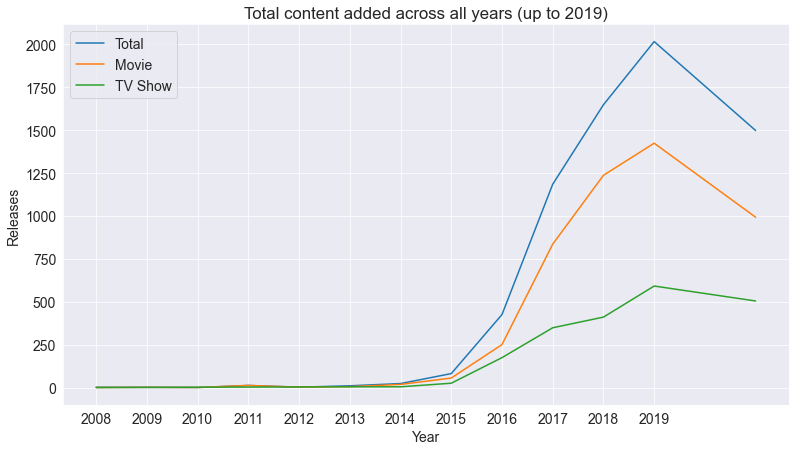 Total content added across all years (up to 2019)
Total
Movie
TV Show
2000
1750
1500
1250
1000
750
500
250
0
Releases
2008 2009 2010 2011 2012 2013 2014 2015 2016 2017 2018 2019
Year